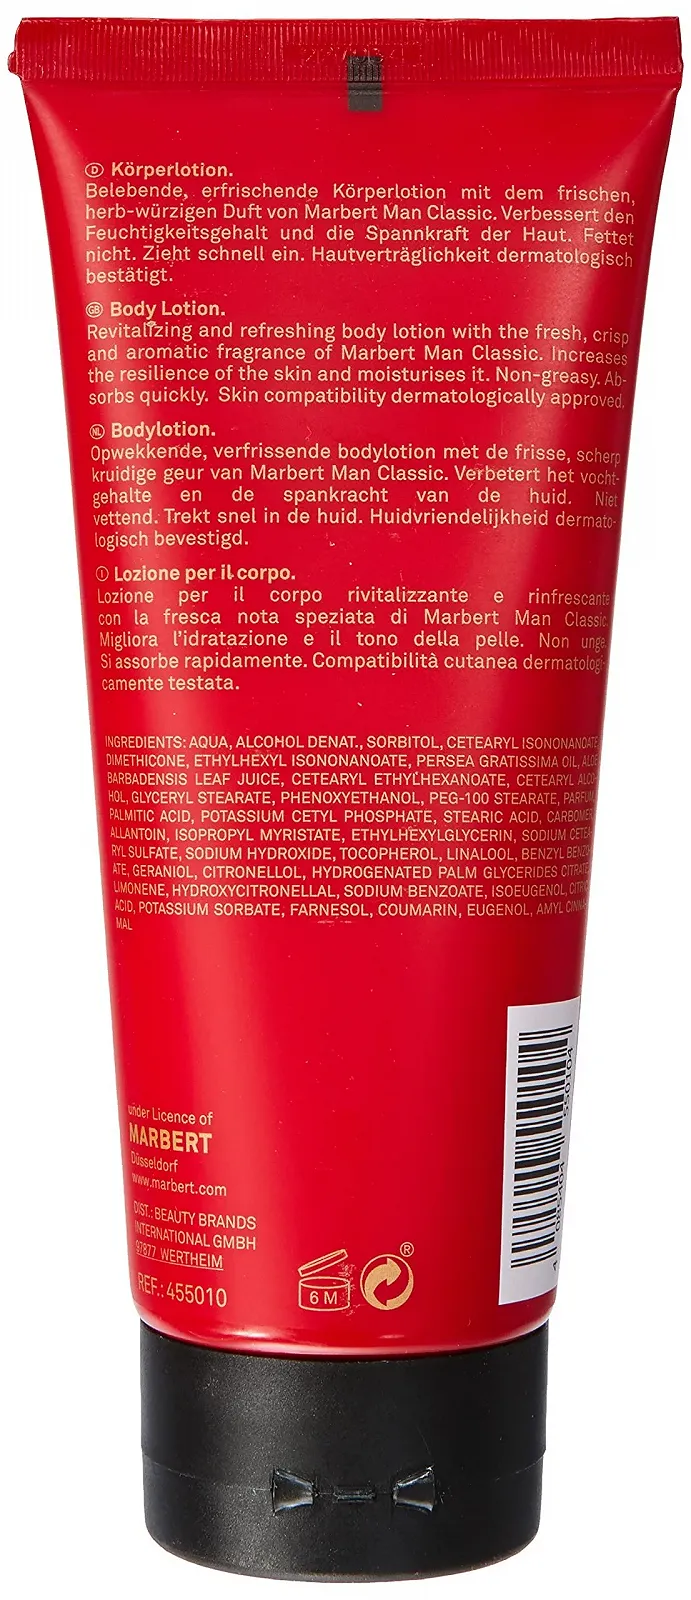 D Körperlotion.
Belebende, erfrischende Körperlotion mit dem frischen,
herb-würzigen Duft von Marbert Man Classic. Verbessert den
Feuchtigkeitsgehalt und die Spannkraft der Haut. Fettet
nicht. Zieht schnell ein. Hautverträglichkeit dermatologisch
bestätigt.
GB Body Lotion.
Revitalizing and refreshing body lotion with the fresh, crisp
and aromatic fragrance of Marbert Man Classic. Increases
the resilience of the skin and moisturises it. Non-greasy. Ab-
sorbs quickly. Skin compatibility dermatologically approved.
NL Bodylotion.
Opwekkende, verfrissende bodylotion met de frisse, scherp
kruidige geur van Marbert Man Classic. Verbetert het vocht-
gehalte en de spankracht van de huid. Niet
vettend. Trekt snel in de huid. Huidvriendelijkheid dermato-
logisch bevestigd.
I Lozione per il corpo.
Lozione per il corpo rivitalizzante e rinfrescante
con la fresca nota speziata di Marbert Man Classic.
Migliora l'idratazione e il tono della pelle. Non unge.
Si assorbe rapidamente. Compatibilità cutanea dermatologi-
camente testata.
INGREDIENTS: AQUA, ALCOHOL DENAT., SORBITOL, CETEARYL ISONONANOATE,
DIMETHICONE, ETHYLHEXYL ISONONANOATE, PERSEA GRATISSIMA OIL, ALOE
BARBADENSIS LEAF JUICE, CETEARYL ETHYLHEXANOATE, CETEARYL ALCO-
HOL, GLYCERYL STEARATE, PHENOXYETHANOL, PEG-100 STEARATE, PARFUM,
PALMITIC ACID, POTASSIUM CETYL PHOSPHATE, STEARIC ACID, CARBOMER,
ALLANTOIN, ISOPROPYL MYRISTATE, ETHYLHEXYLGLYCERIN, SODIUM CETEA-
RYL SULFATE, SODIUM HYDROXIDE, TOCOPHEROL, LINALOOL, BENZYL BENZO-
ATE, GERANIOL, CITRONELLOL, HYDROGENATED PALM GLYCERIDES CITRATE,
LIMONENE, HYDROXYCITRONELLAL, SODIUM BENZOATE, ISOEUGENOL, CITRIC
ACID, POTASSIUM SORBATE, FARNESOL, COUMARIN, EUGENOL, AMYL CINNA-
MAL
under Licence of
MARBERT
Düsseldorf
www.marbert.com
DIST.: BEAUTY BRANDS
INTERNATIONAL GMBH
97877 WERTHEIM
REF.: 455010
6 M
®
4 085404 550104